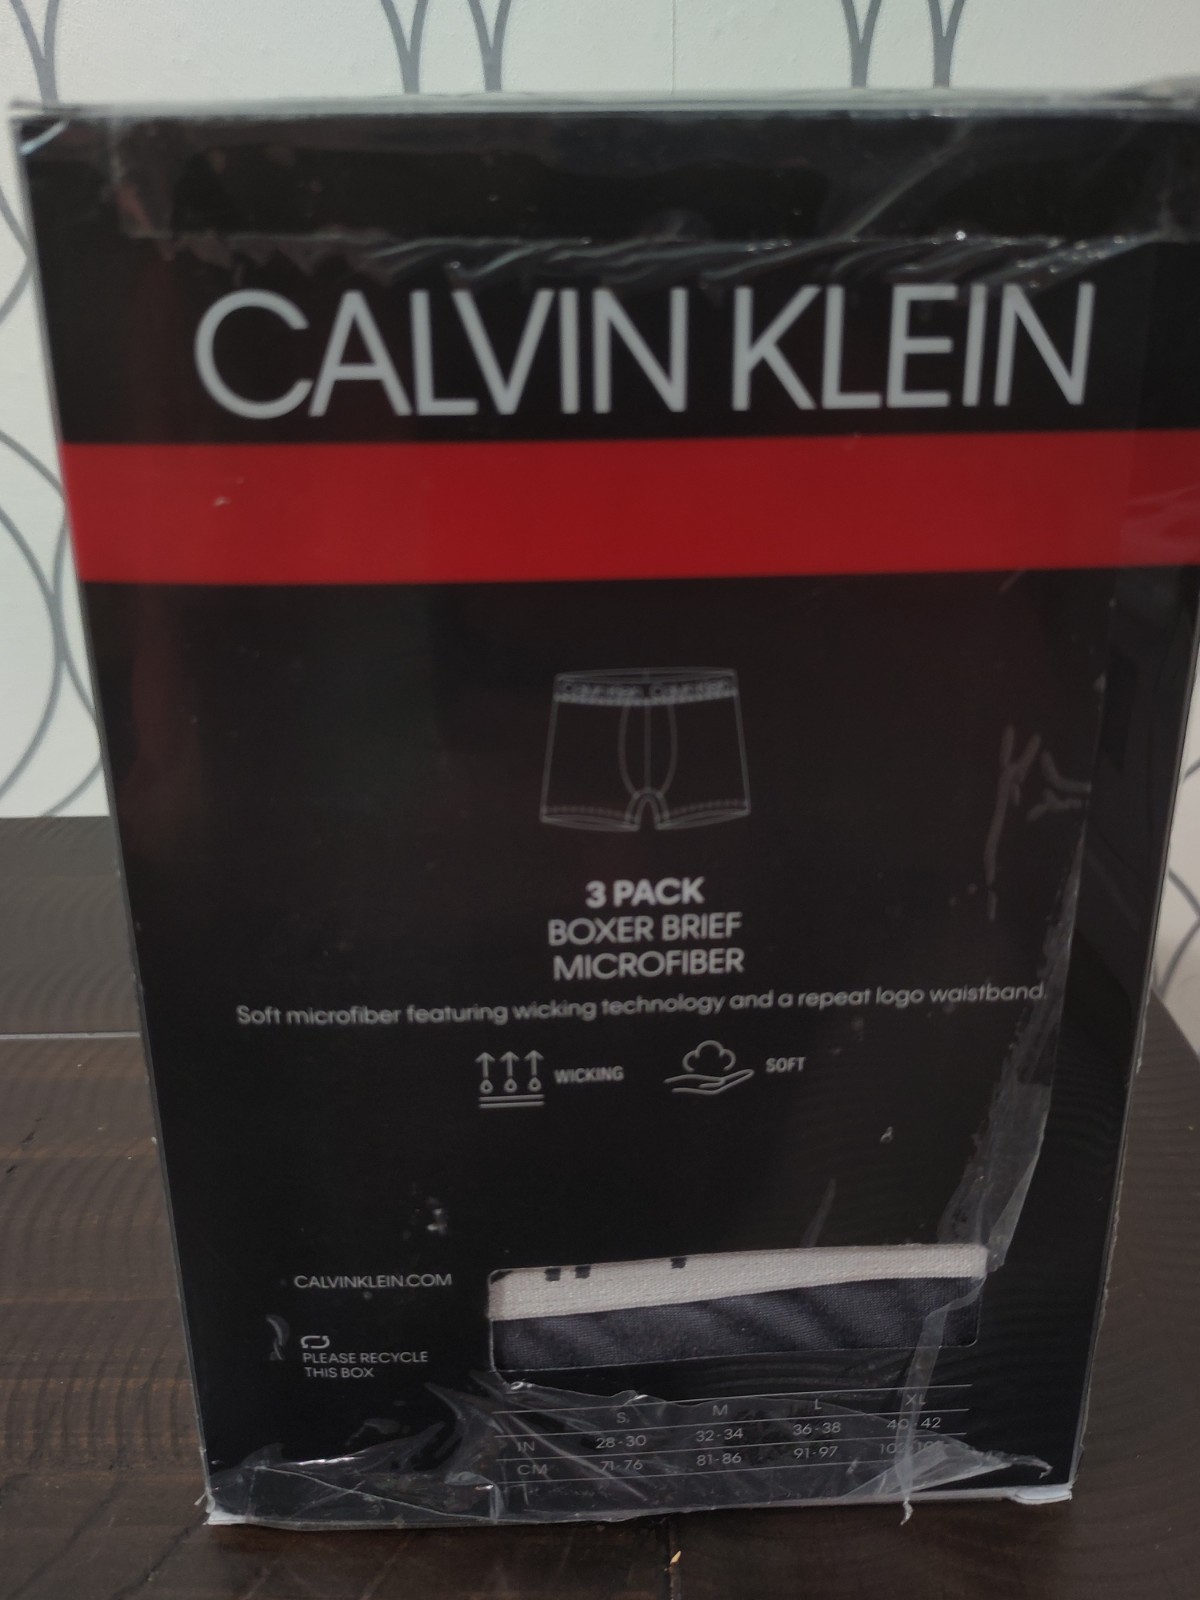 CALVIN KLEIN
3 PACK
BOXER BRIEF
MICROFIBER
Soft microfiber featuring wicking technology and a repeat logo waistband.
WICKING
SOFT
CALVINKLEIN.COM
PLEASE RECYCLE
THIS BOX
S M L XL
IN 28-30 32-34 36-38 40-42
CM 71-76 81-86 91-97